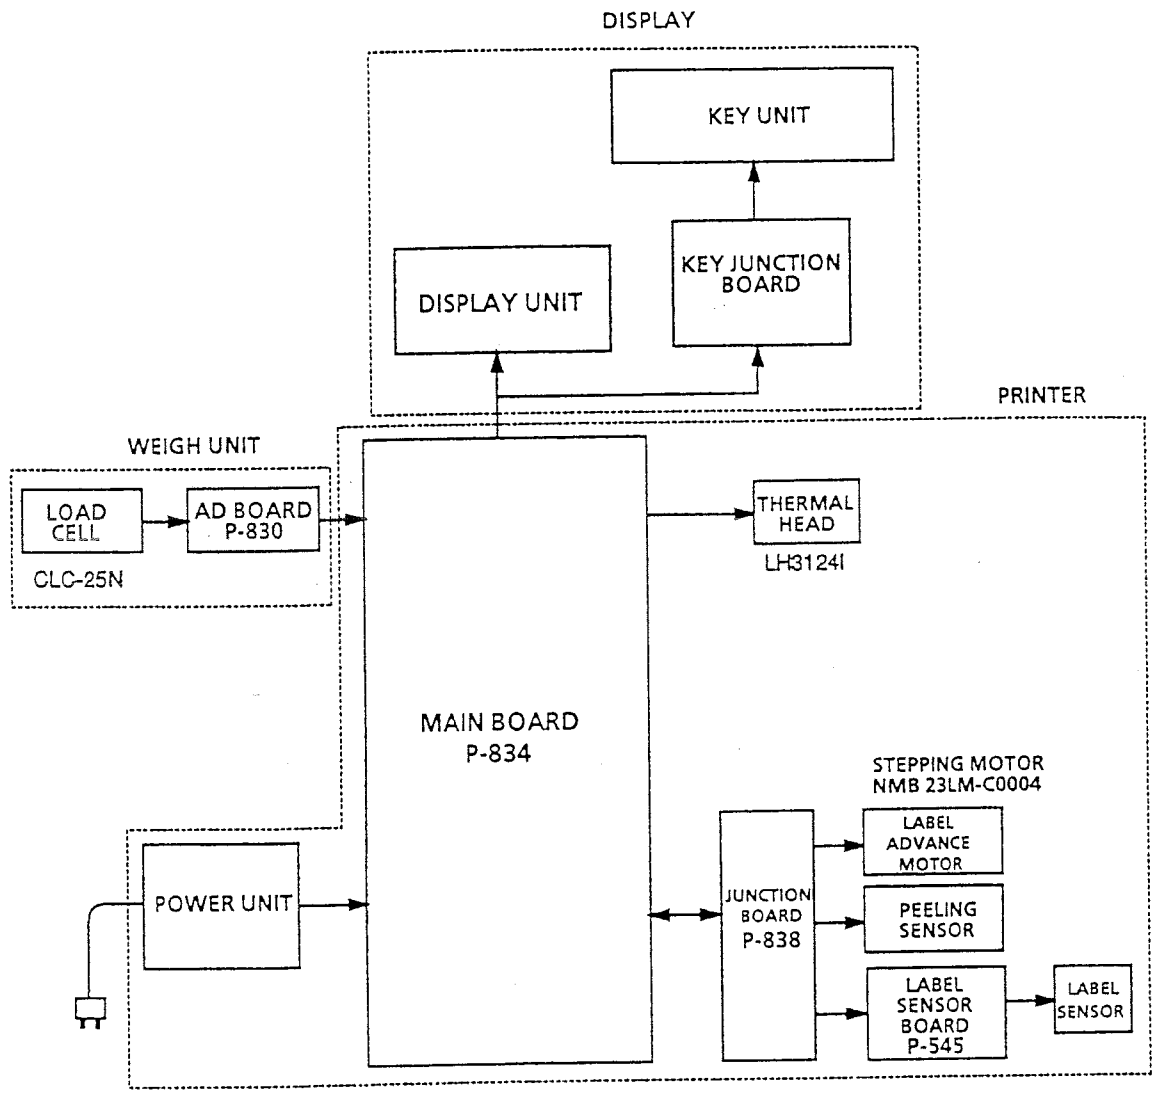 DISPLAY
KEY UNIT
KEY JUNCTION
BOARD
DISPLAY UNIT
PRINTER
WEIGH UNIT
LOAD
CELL
AD BOARD
P-830
CLC-25N
THERMAL
HEAD
LH3124I
MAIN BOARD
P-834
STEPPING MOTOR
NMB 23LM-C0004
LABEL
ADVANCE
MOTOR
POWER UNIT
JUNCTION
BOARD
P-838
PEELING
SENSOR
LABEL
SENSOR
BOARD
P-545
LABEL
SENSOR